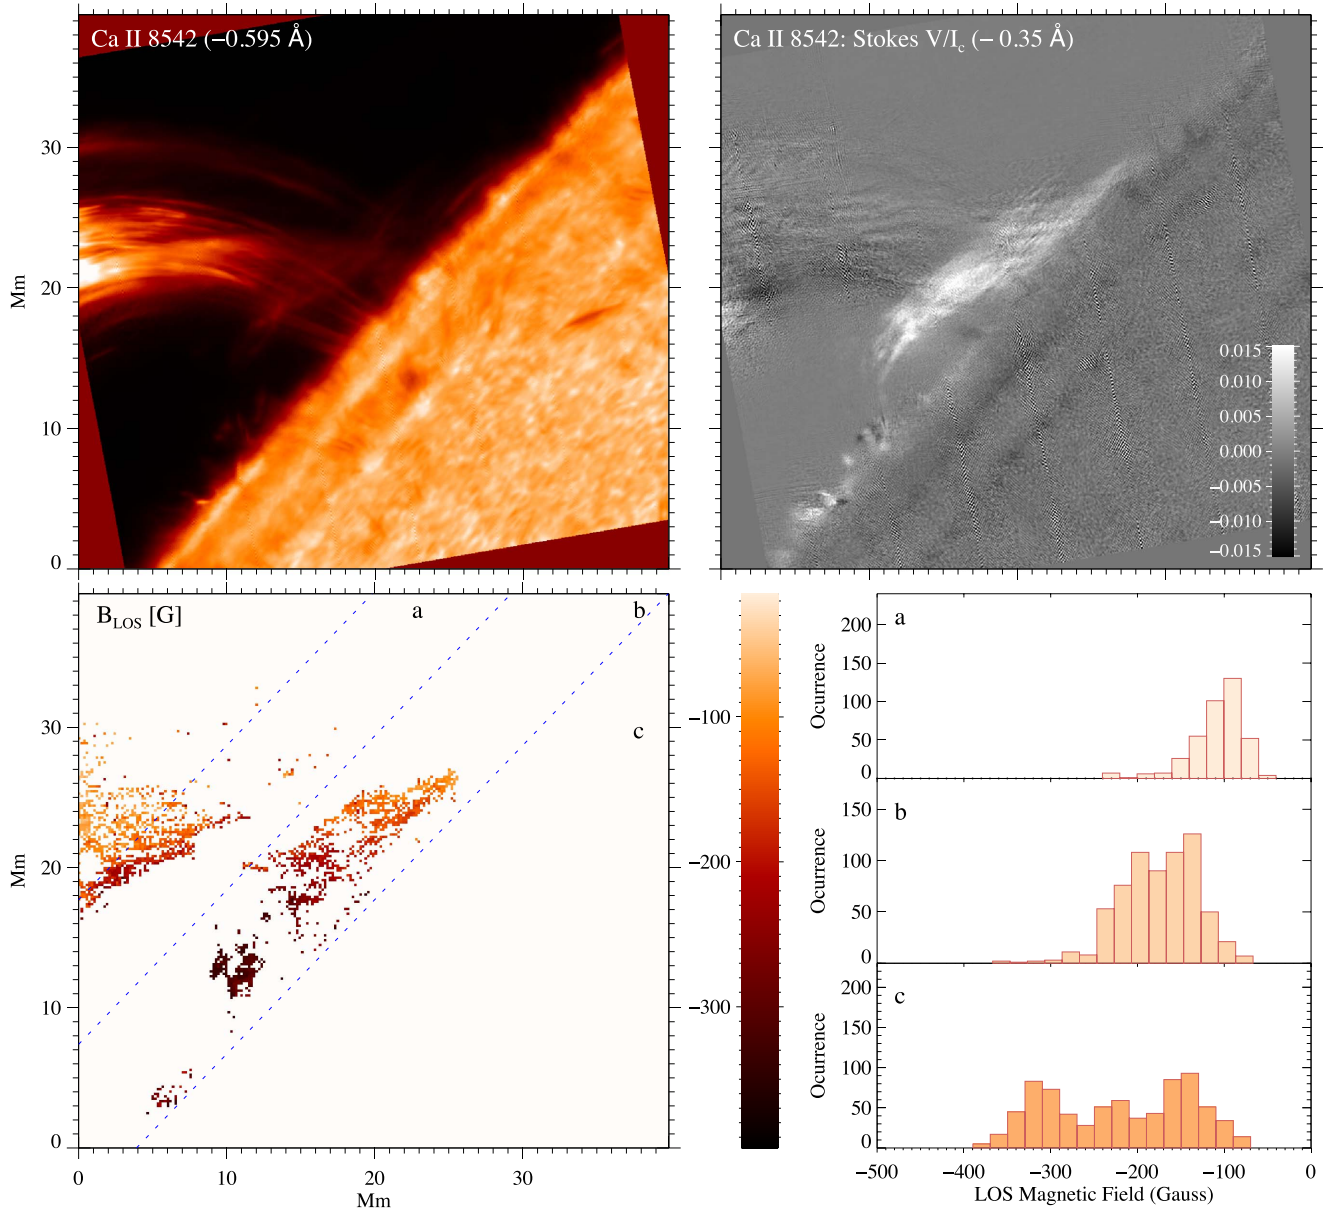 Ca II 8542 (−0.595 Å)
Ca II 8542: Stokes V/Ic (− 0.35 Å)
30
20
10
0
Mm
0.015
0.010
0.005
0.000
−0.005
−0.010
−0.015
BLOS [G]
a
b
c
30
20
10
0
Mm
0
10
20
30
Mm
−100
−200
−300
a
200
150
100
50
0
Ocurrence
b
150
100
50
0
Ocurrence
c
200
150
100
50
0
Ocurrence
−500
−400
−300
−200
−100
0
LOS Magnetic Field (Gauss)